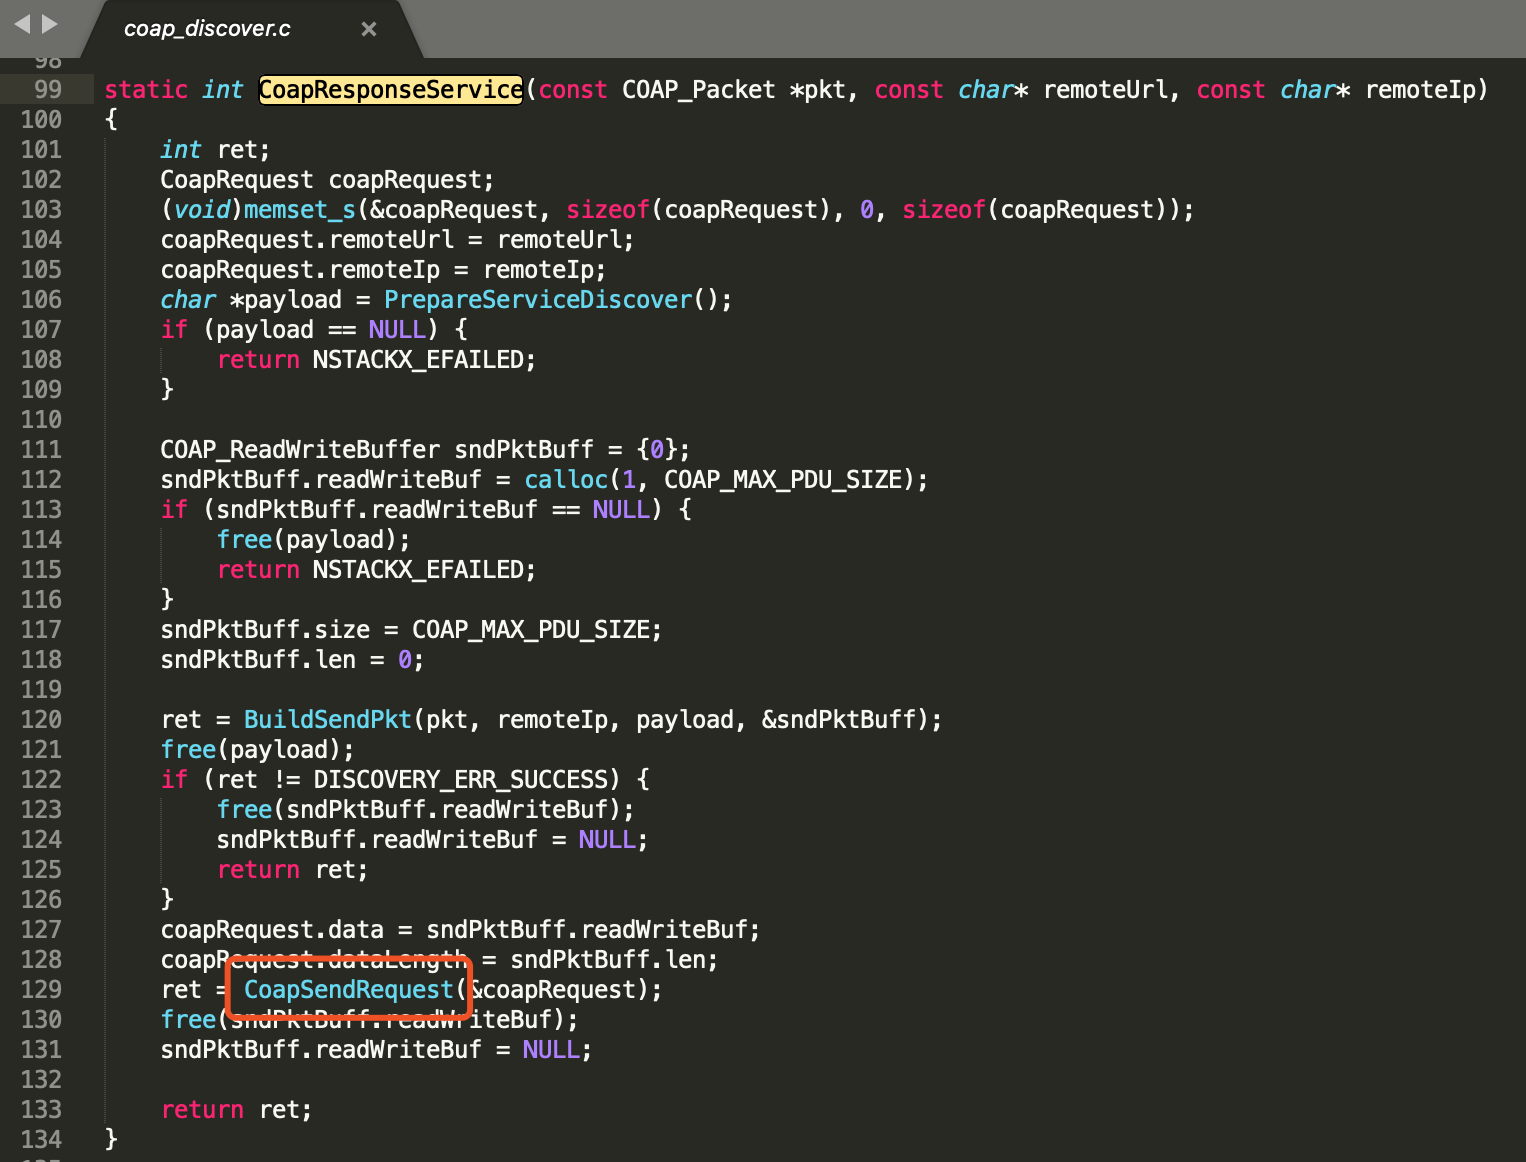 coap_discover.c ×
98
99 static int CoapResponseService(const COAP_Packet *pkt, const char* remoteUrl, const char* remoteIp)
100 {
101 int ret;
102 CoapRequest coapRequest;
103 (void)memset_s(&coapRequest, sizeof(coapRequest), 0, sizeof(coapRequest));
104 coapRequest.remoteUrl = remoteUrl;
105 coapRequest.remoteIp = remoteIp;
106 char *payload = PrepareServiceDiscover();
107 if (payload == NULL) {
108 return NSTACKX_EFAILED;
109 }
110
111 COAP_ReadWriteBuffer sndPktBuff = {0};
112 sndPktBuff.readWriteBuf = calloc(1, COAP_MAX_PDU_SIZE);
113 if (sndPktBuff.readWriteBuf == NULL) {
114 free(payload);
115 return NSTACKX_EFAILED;
116 }
117 sndPktBuff.size = COAP_MAX_PDU_SIZE;
118 sndPktBuff.len = 0;
119
120 ret = BuildSendPkt(pkt, remoteIp, payload, &sndPktBuff);
121 free(payload);
122 if (ret != DISCOVERY_ERR_SUCCESS) {
123 free(sndPktBuff.readWriteBuf);
124 sndPktBuff.readWriteBuf = NULL;
125 return ret;
126 }
127 coapRequest.data = sndPktBuff.readWriteBuf;
128 coapRequest.dataLength = sndPktBuff.len;
129 ret = CoapSendRequest(&coapRequest);
130 free(sndPktBuff.readWriteBuf);
131 sndPktBuff.readWriteBuf = NULL;
132
133 return ret;
134 }